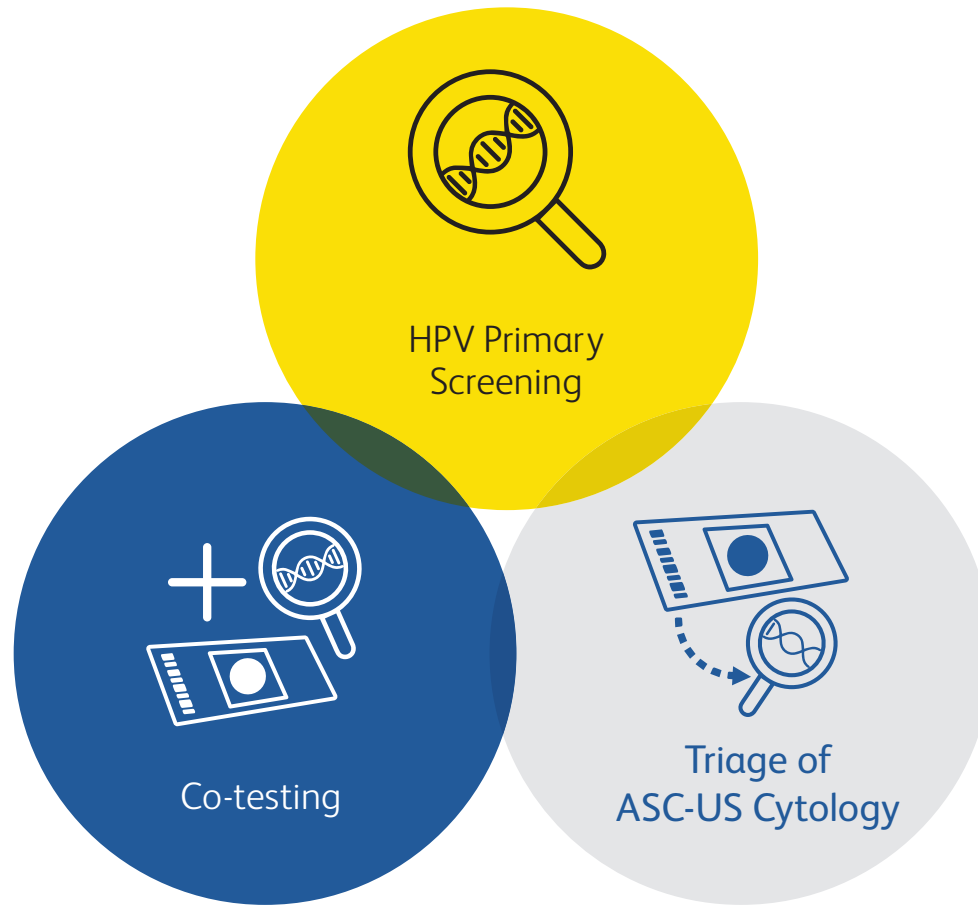 HPV Primary
Screening
Co-testing
Triage of
ASC-US Cytology